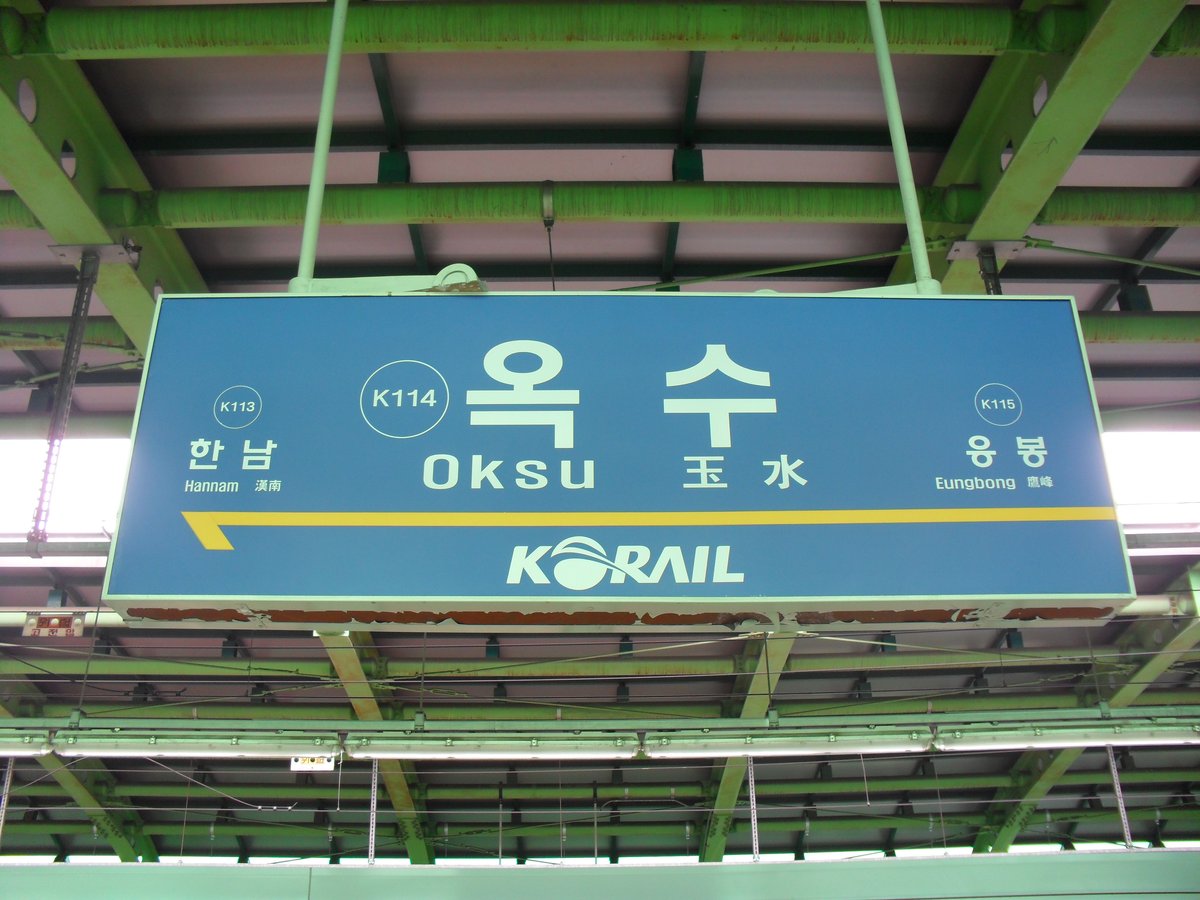 K113
한남
Hannam 漢南
K114 옥수
Oksu 玉水
K115
응봉
Eungbong 鷹峰
KORAIL